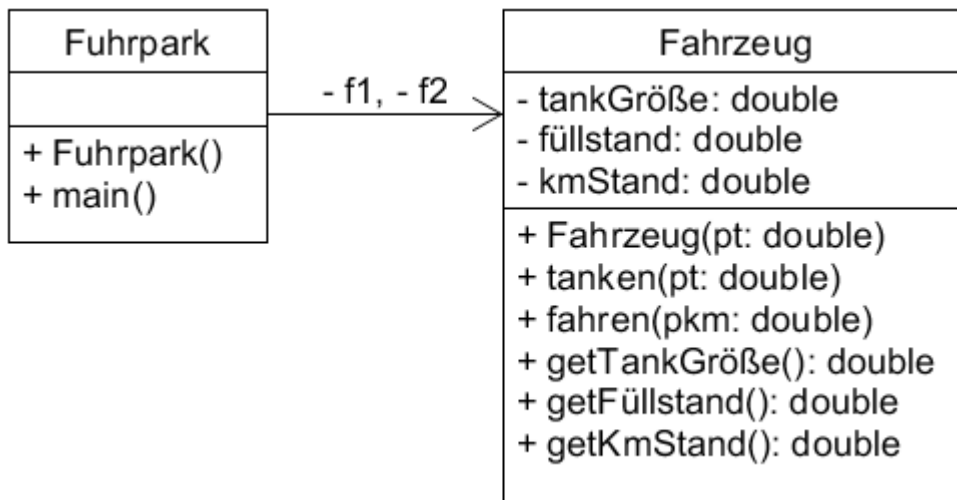 Fuhrpark
+ Fuhrpark()
+ main()
- f1, - f2
Fahrzeug
- tankGröße: double
- füllstand: double
- kmStand: double
+ Fahrzeug(pt: double)
+ tanken(pt: double)
+ fahren(pkm: double)
+ getTankGröße(): double
+ getFüllstand(): double
+ getKmStand(): double